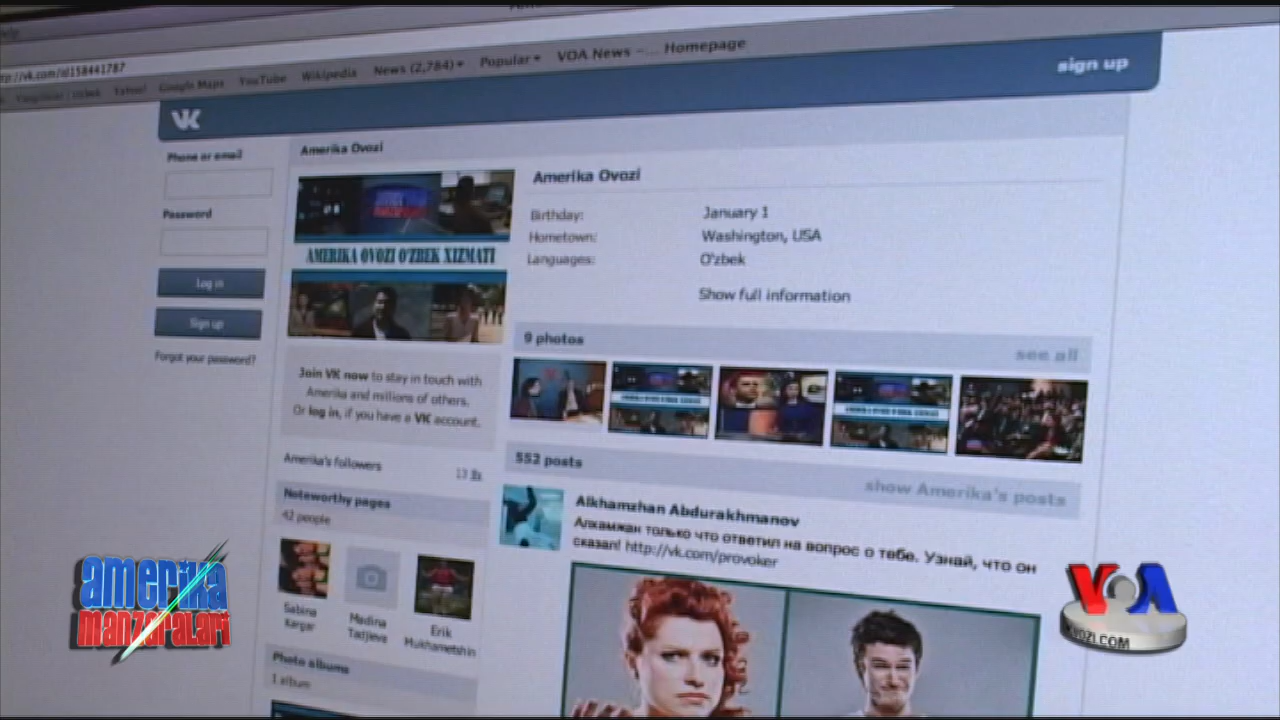 http://vk.com/id158441787
Google Maps YouTube Wikipedia News (2,784) Popular VOA News -... Homepage
sign up
VK
Phone or email
Password
Log in
Sign up
Forgot your password?
Amerika Ovozi
AMERIKA OVOZI O'ZBEK XIZMATI
Join VK now to stay in touch with
Amerika and millions of others.
Or log in, if you have a VK account.
Amerika's followers
13
Noteworthy pages
42 people
Sabina
Madina
Tadjieva
Erik
Mukhametshin
Photo albums
1 album
Amerika Ovozi
Birthday: January 1
Hometown: Washington, USA
Languages: O'zbek
Show full information
9 photos see all
552 posts
show Amerika's posts
Alkhamzhan Abdurakhmanov
Алхамжан только что ответил на вопрос о тебе. Узнай, что он
сказал! http://vk.com/provoker
amerika
manzaralari
VOA